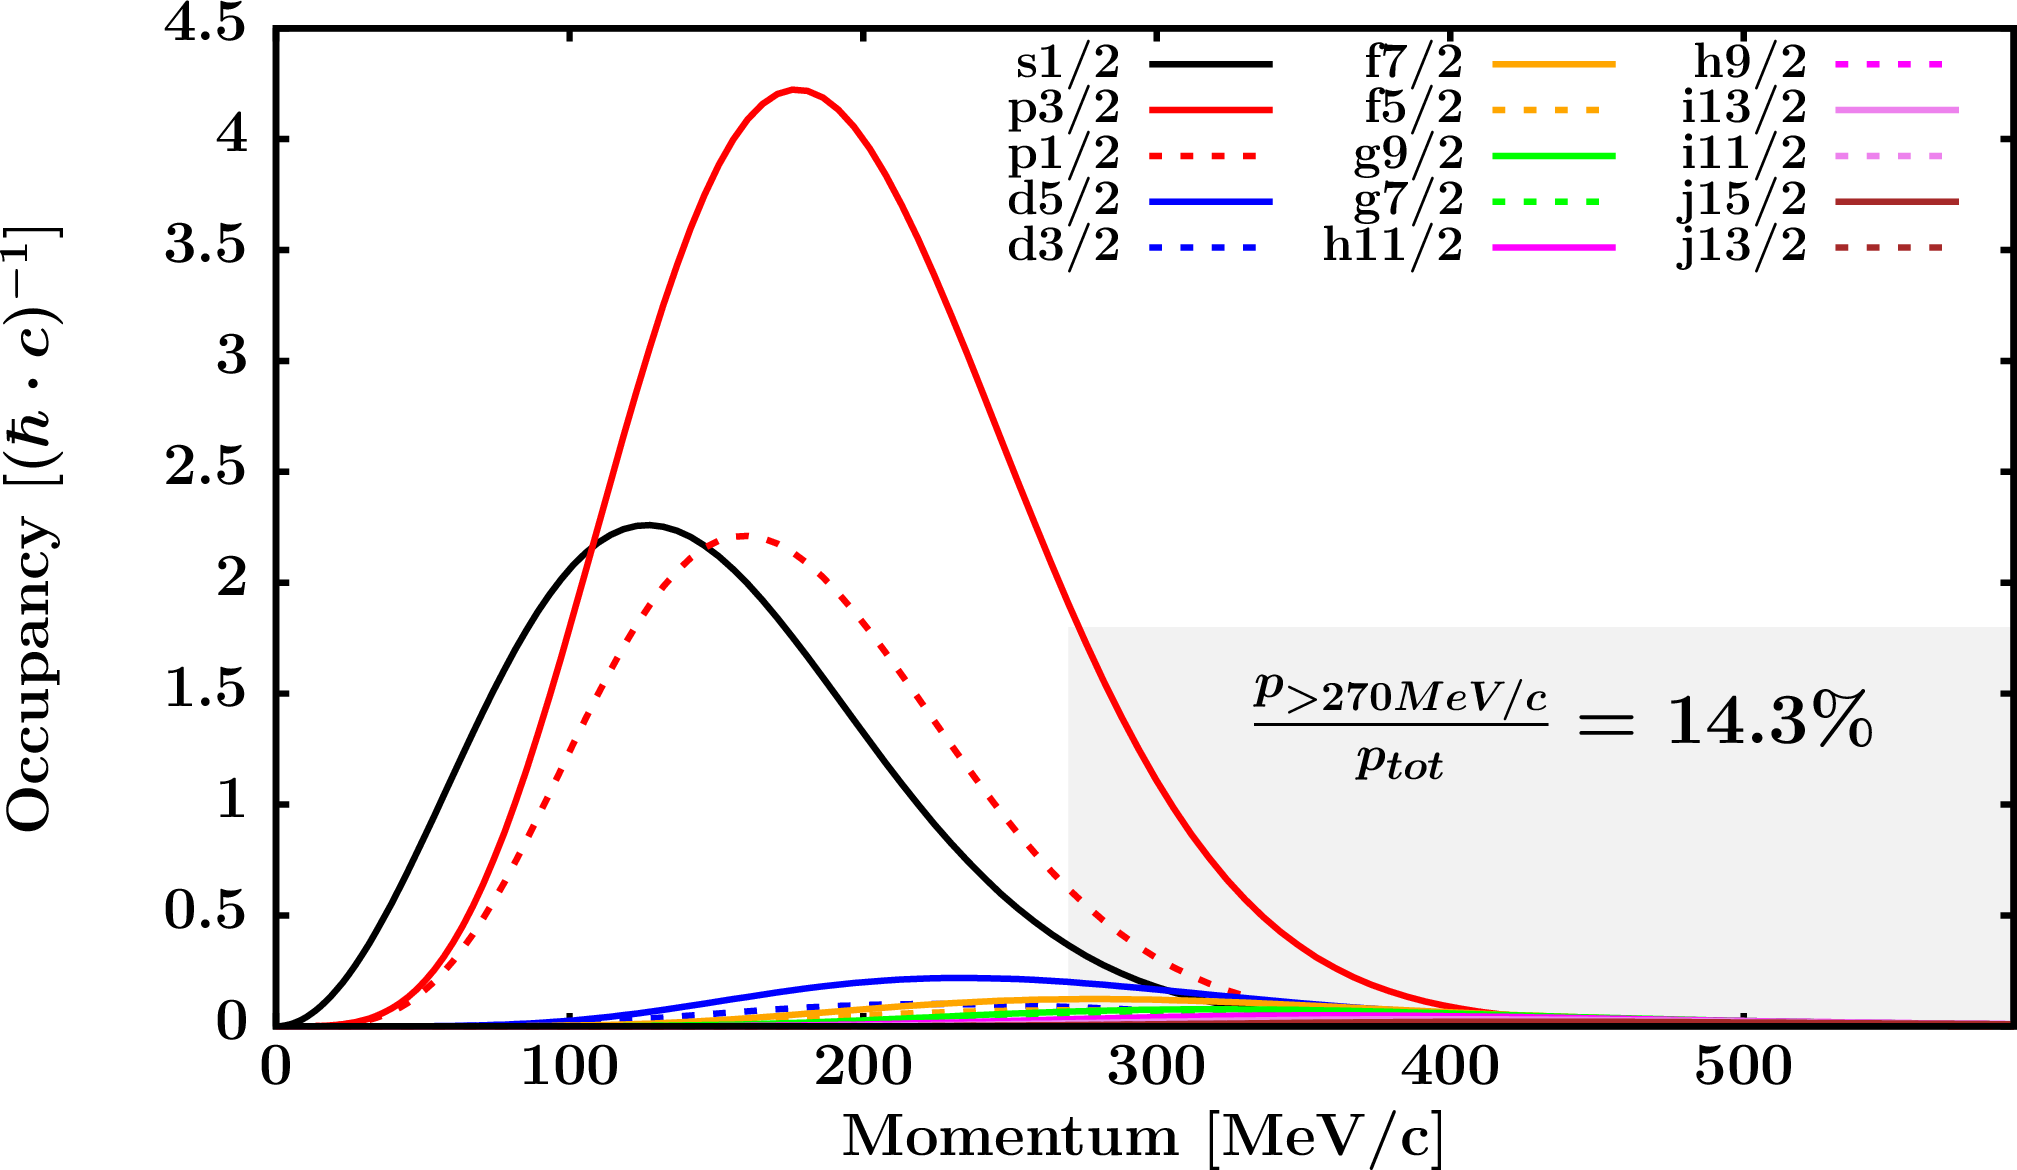 4.5
4
3.5
3
2.5
2
1.5
1
0.5
0
Occupancy [(ħ · c)⁻¹]
s1/2 f7/2 h9/2
p3/2 f5/2 i13/2
p1/2 g9/2 i11/2
d5/2 g7/2 j15/2
d3/2 h11/2 j13/2
p>270MeV/c / ptot = 14.3%
0 100 200 300 400 500
Momentum [MeV/c]